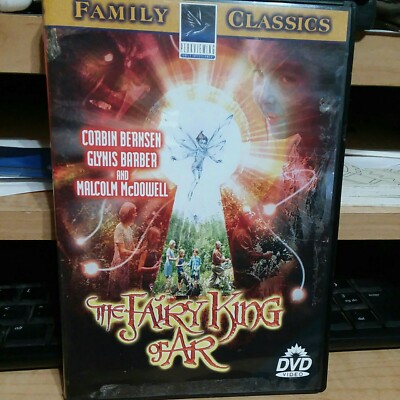 FAMILY CLASSICS
CORBIN BERNSEN
GLYNIS BARBER
AND
MALCOLM McDOWELL
THE FAIRY KING
OF AR
DVD
VIDEO